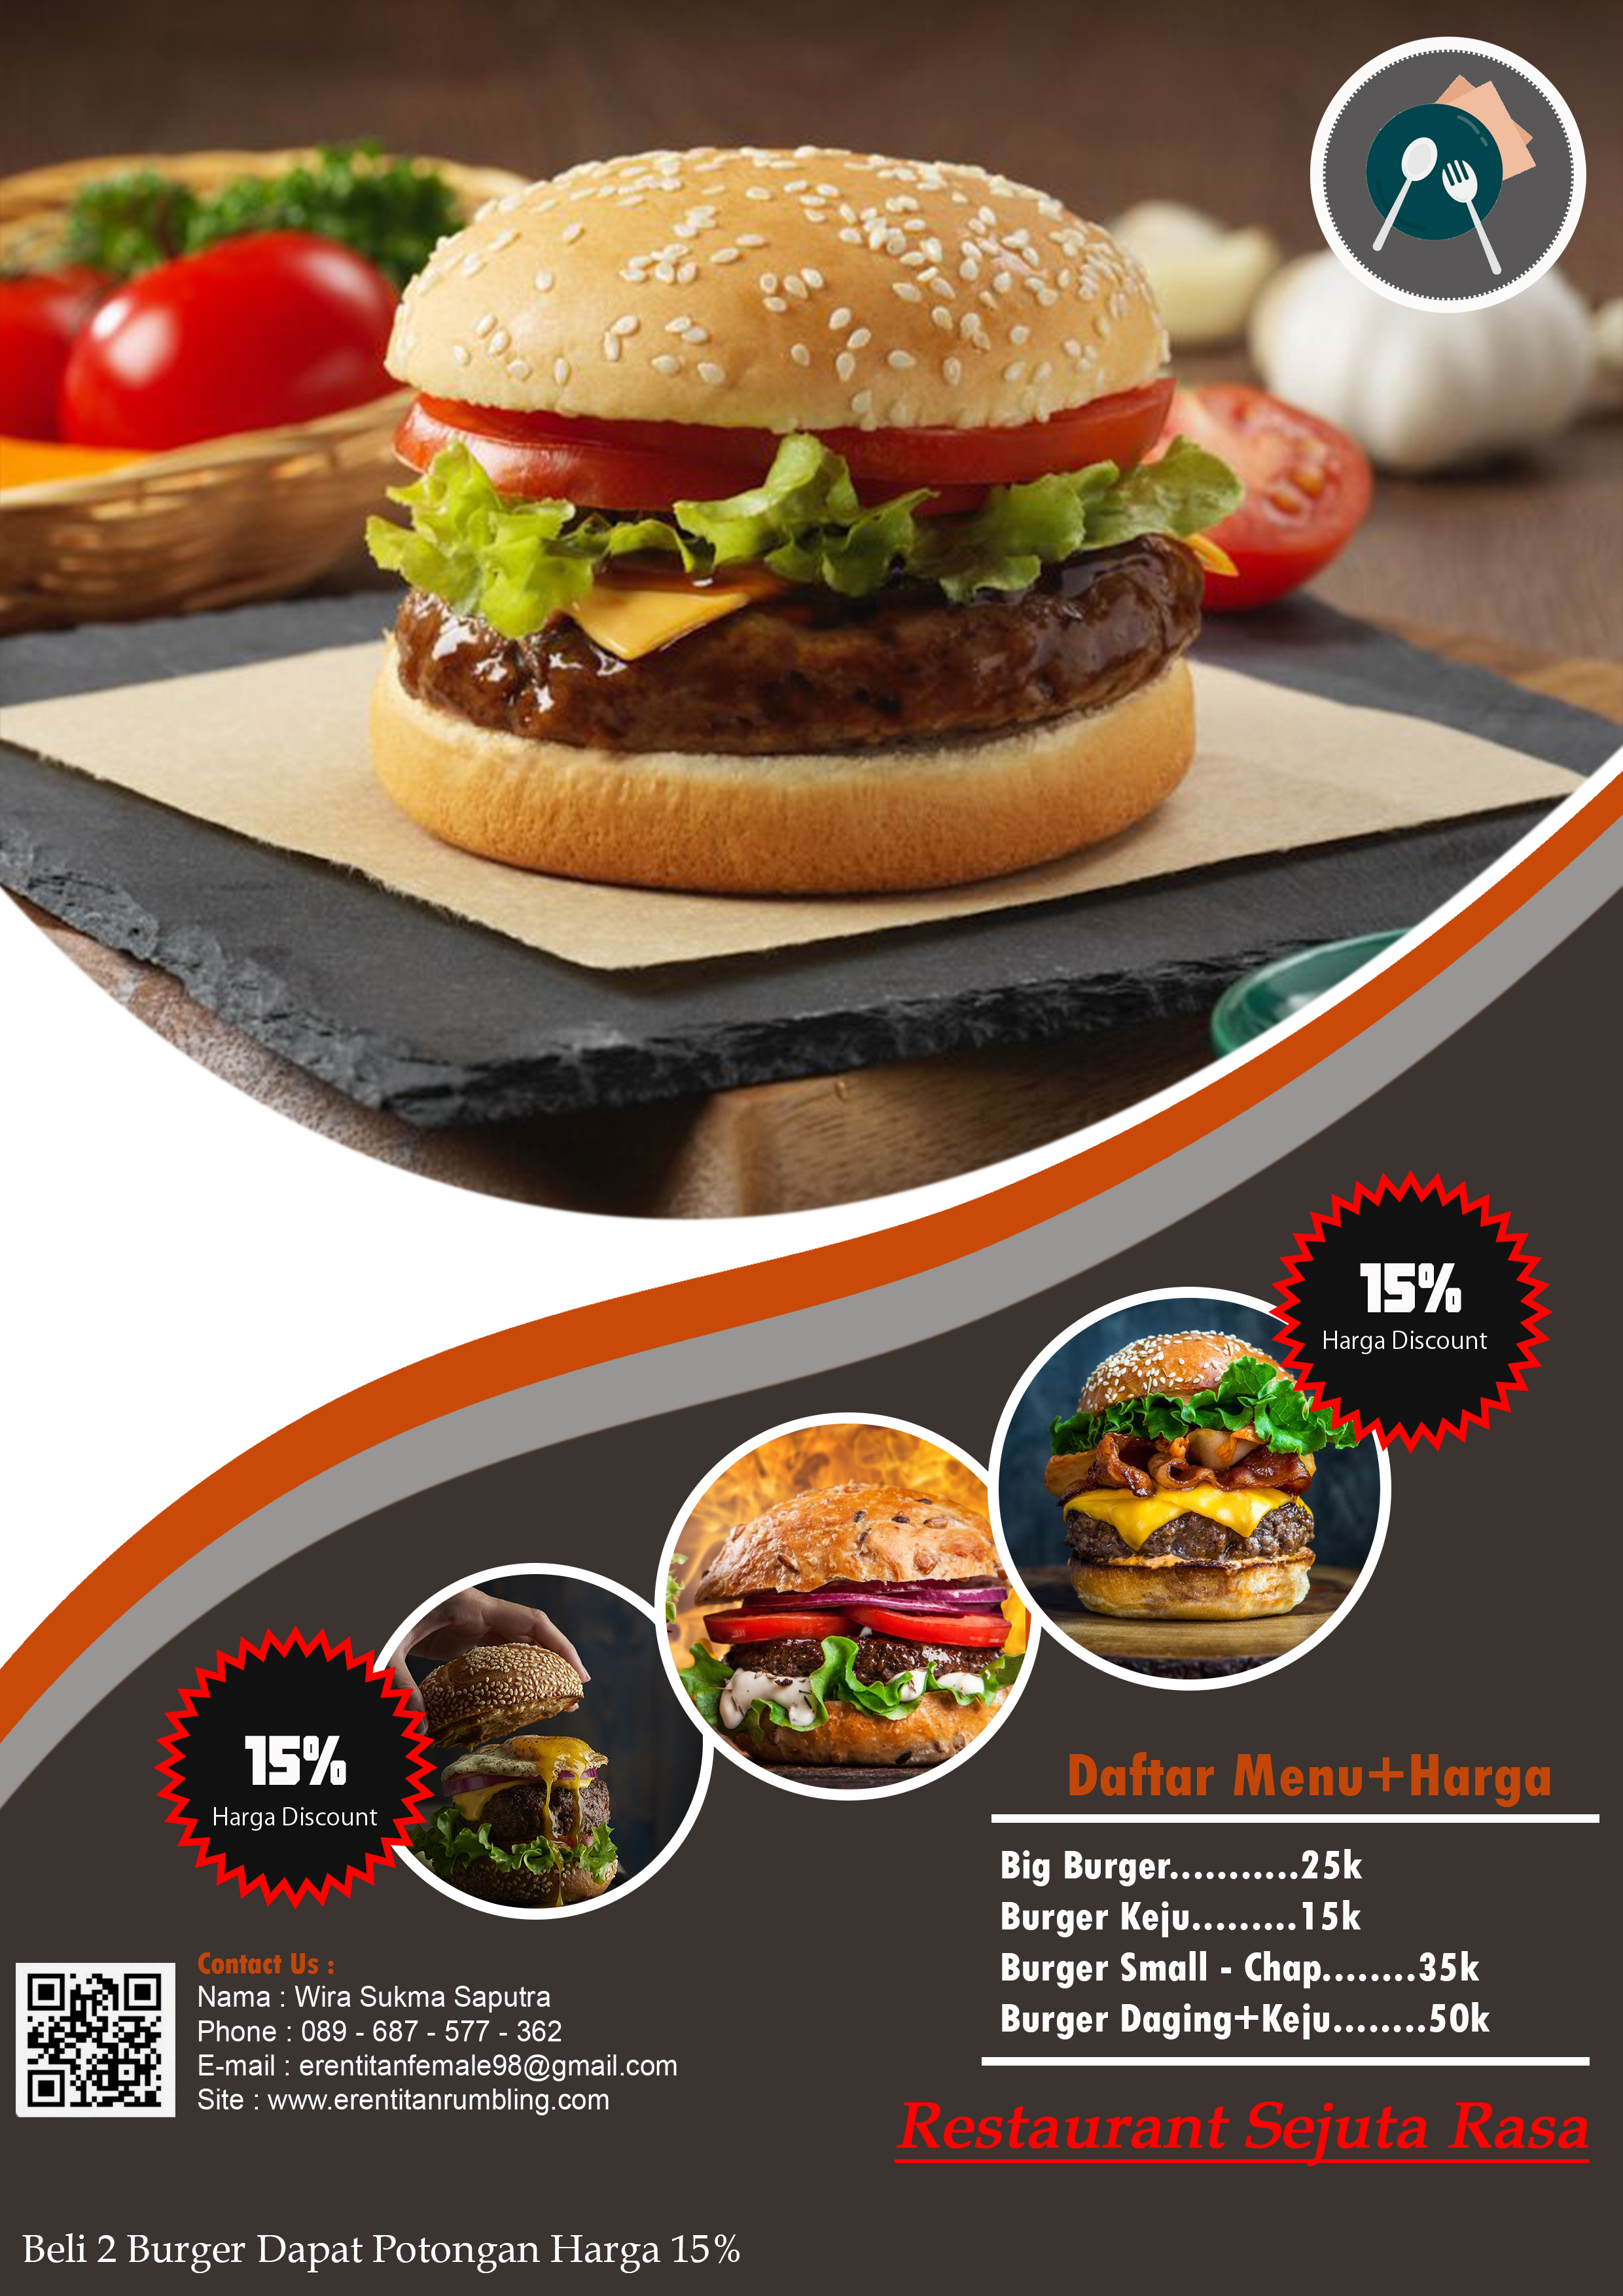 15%
Harga Discount
15%
Harga Discount
Daftar Menu+Harga
Big Burger...........25k
Burger Keju.........15k
Burger Small - Chap........35k
Burger Daging+Keju........50k
Contact Us :
Nama : Wira Sukma Saputra
Phone : 089 - 687 - 577 - 362
E-mail : erentitanfemale98@gmail.com
Site : www.erentitanrumbling.com
Restaurant Sejuta Rasa
Beli 2 Burger Dapat Potongan Harga 15%